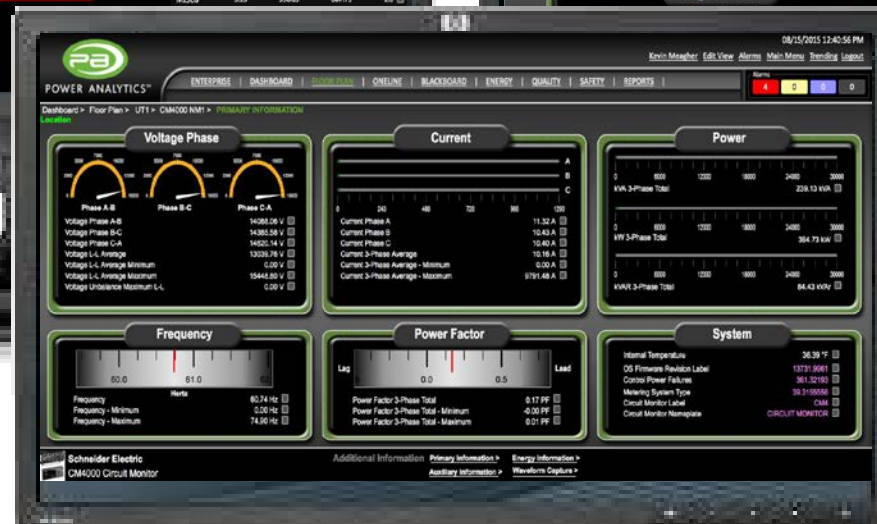 08/15/2015 12:40:56 PM
Kevin Meagher Edit View Alarms Main Menu Trending Logout
PA
POWER ANALYTICS™
ENTERPRISE | DASHBOARD | FLOOR PLAN | ONELINE | BLACKBOARD | ENERGY | QUALITY | SAFETY | REPORTS |
Alarms
4 0 0 0
Dashboard > Floor Plan > UT1 > CM4000 NM1 > PRIMARY INFORMATION
Location
Voltage Phase
Phase A-B Phase B-C Phase C-A
Voltage Phase A-B 14068.06 V
Voltage Phase B-C 14385.58 V
Voltage Phase C-A 14620.14 V
Voltage L-L Average 13039.76 V
Voltage L-L Average Minimum 0.00 V
Voltage L-L Average Maximum 15448.80 V
Voltage Unbalance Maximum L-L 0.00 V
Current
A
B
C
0 240 480 720 960 1200
Current Phase A 11.32 A
Current Phase B 10.43 A
Current Phase C 10.40 A
Current 3-Phase Average 10.16 A
Current 3-Phase Average - Minimum 0.00 A
Current 3-Phase Average - Maximum 9791.48 A
Power
0 6000 12000 18000 24000 30000
kVA 3-Phase Total 239.13 kVA
0 6000 12000 18000 24000 30000
kW 3-Phase Total 364.73 kW
0 6000 12000 18000 24000 30000
kVAR 3-Phase Total 84.43 kVAr
Frequency
60.0 61.0
Hertz
Frequency 60.74 Hz
Frequency - Minimum 0.00 Hz
Frequency - Maximum 74.90 Hz
Power Factor
Lag 0.0 0.5 Lead
Power Factor 3-Phase Total 0.17 PF
Power Factor 3-Phase Total - Minimum -0.00 PF
Power Factor 3-Phase Total - Maximum 0.01 PF
System
Internal Temperature 36.39 °F
OS Firmware Revision Label 13731.9961
Control Power Failures 361.32193
Metering System Type 39.3155556
Circuit Monitor Label CM4
Circuit Monitor Nameplate CIRCUIT MONITOR
Schneider Electric
CM4000 Circuit Monitor
Additional Information Primary Information > Energy Information >
Auxiliary Information > Waveform Capture >